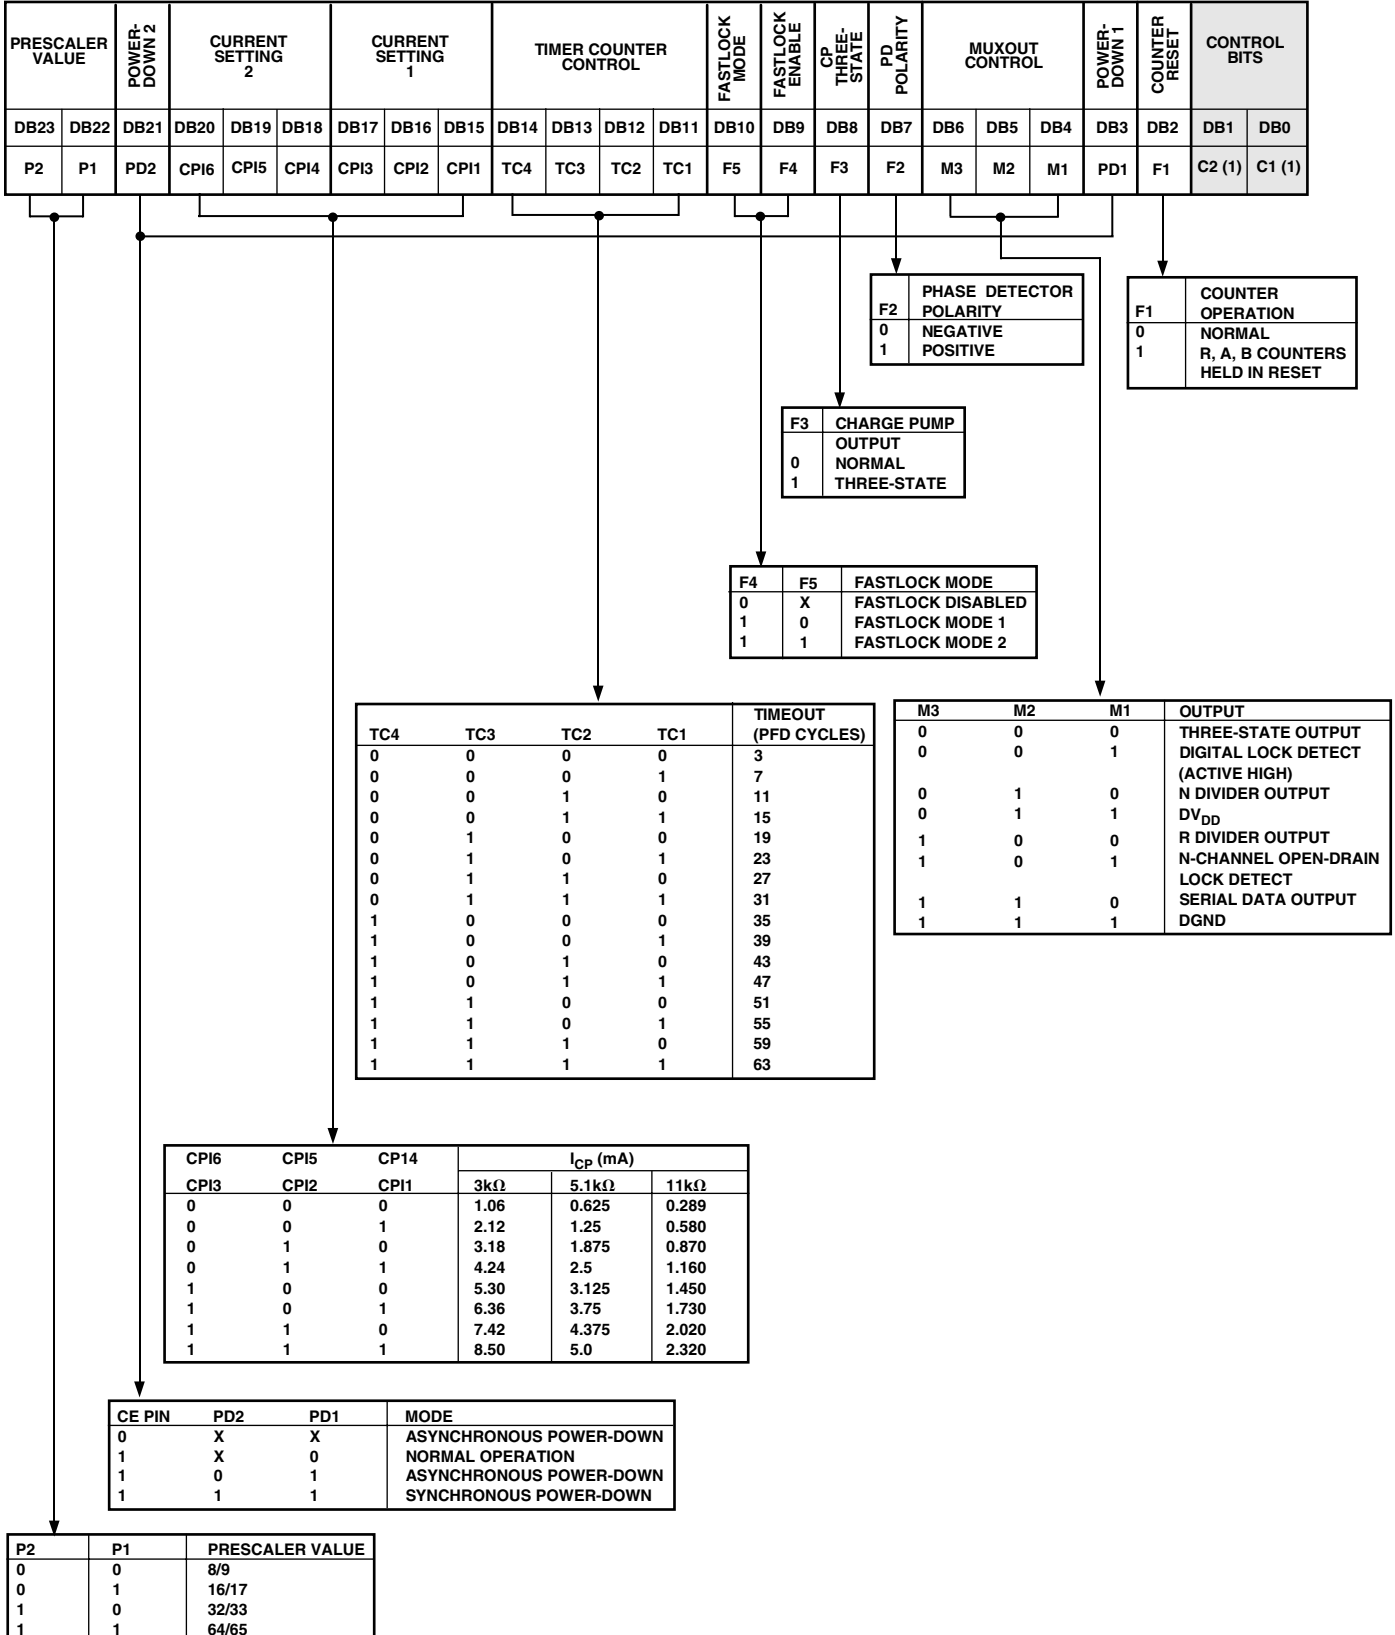 PRESCALER VALUE
POWER-DOWN 2
CURRENT SETTING 2
CURRENT SETTING 1
TIMER COUNTER CONTROL
FASTLOCK MODE
FASTLOCK ENABLE
CP THREE-STATE
PD POLARITY
MUXOUT CONTROL
POWER-DOWN 1
COUNTER RESET
CONTROL BITS
DB23 DB22 DB21 DB20 DB19 DB18 DB17 DB16 DB15 DB14 DB13 DB12 DB11 DB10 DB9 DB8 DB7 DB6 DB5 DB4 DB3 DB2 DB1 DB0
P2 P1 PD2 CPI6 CPI5 CPI4 CPI3 CPI2 CPI1 TC4 TC3 TC2 TC1 F5 F4 F3 F2 M3 M2 M1 PD1 F1 C2 (1) C1 (1)
PHASE DETECTOR
F2 POLARITY
0 NEGATIVE
1 POSITIVE
COUNTER
F1 OPERATION
0 NORMAL
1 R, A, B COUNTERS
HELD IN RESET
F3 CHARGE PUMP
OUTPUT
0 NORMAL
1 THREE-STATE
F4 F5 FASTLOCK MODE
0 X FASTLOCK DISABLED
1 0 FASTLOCK MODE 1
1 1 FASTLOCK MODE 2
TIMEOUT
TC4 TC3 TC2 TC1 (PFD CYCLES)
0 0 0 0 3
0 0 0 1 7
0 0 1 0 11
0 0 1 1 15
0 1 0 0 19
0 1 0 1 23
0 1 1 0 27
0 1 1 1 31
1 0 0 0 35
1 0 0 1 39
1 0 1 0 43
1 0 1 1 47
1 1 0 0 51
1 1 0 1 55
1 1 1 0 59
1 1 1 1 63
M3 M2 M1 OUTPUT
0 0 0 THREE-STATE OUTPUT
0 0 1 DIGITAL LOCK DETECT
(ACTIVE HIGH)
0 1 0 N DIVIDER OUTPUT
0 1 1 DVDD
1 0 0 R DIVIDER OUTPUT
1 0 1 N-CHANNEL OPEN-DRAIN
LOCK DETECT
1 1 0 SERIAL DATA OUTPUT
1 1 1 DGND
CPI6 CPI5 CP14 ICP (mA)
CPI3 CPI2 CPI1 3kΩ 5.1kΩ 11kΩ
0 0 0 1.06 0.625 0.289
0 0 1 2.12 1.25 0.580
0 1 0 3.18 1.875 0.870
0 1 1 4.24 2.5 1.160
1 0 0 5.30 3.125 1.450
1 0 1 6.36 3.75 1.730
1 1 0 7.42 4.375 2.020
1 1 1 8.50 5.0 2.320
CE PIN PD2 PD1 MODE
0 X X ASYNCHRONOUS POWER-DOWN
1 X 0 NORMAL OPERATION
1 0 1 ASYNCHRONOUS POWER-DOWN
1 1 1 SYNCHRONOUS POWER-DOWN
P2 P1 PRESCALER VALUE
0 0 8/9
0 1 16/17
1 0 32/33
1 1 64/65